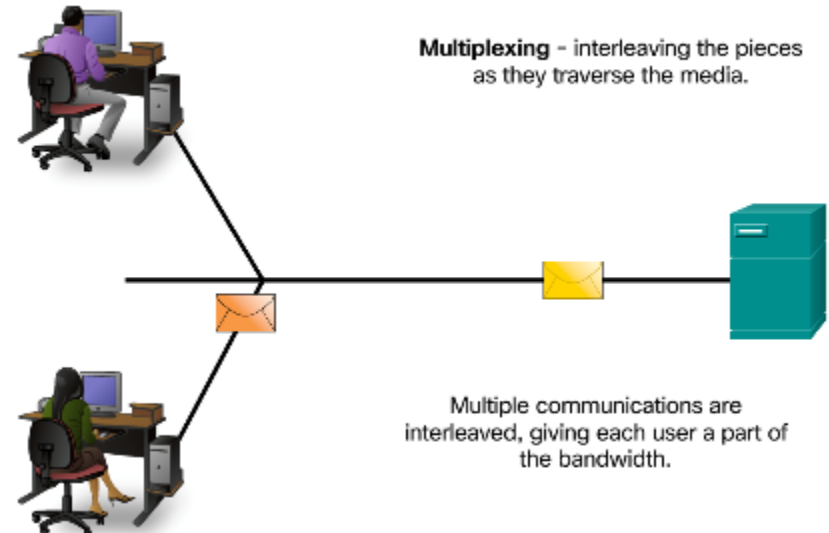 Multiplexing - interleaving the pieces
as they traverse the media.
Multiple communications are
interleaved, giving each user a part of
the bandwidth.